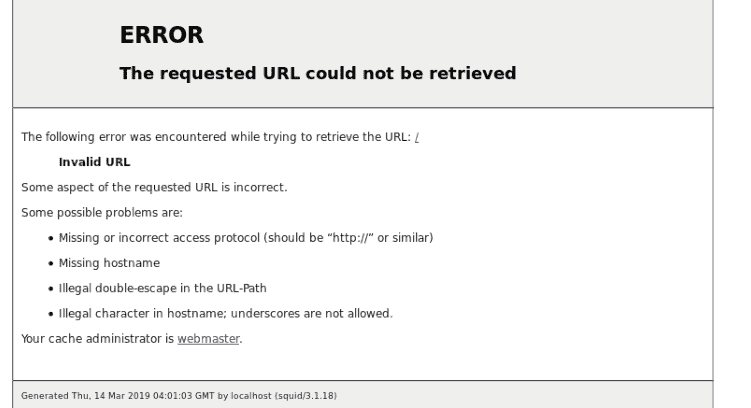 ERROR
The requested URL could not be retrieved
The following error was encountered while trying to retrieve the URL: /
Invalid URL
Some aspect of the requested URL is incorrect.
Some possible problems are:
• Missing or incorrect access protocol (should be “http://” or similar)
• Missing hostname
• Illegal double-escape in the URL-Path
• Illegal character in hostname; underscores are not allowed.
Your cache administrator is webmaster.
Generated Thu, 14 Mar 2019 04:01:03 GMT by localhost (squid/3.1.18)